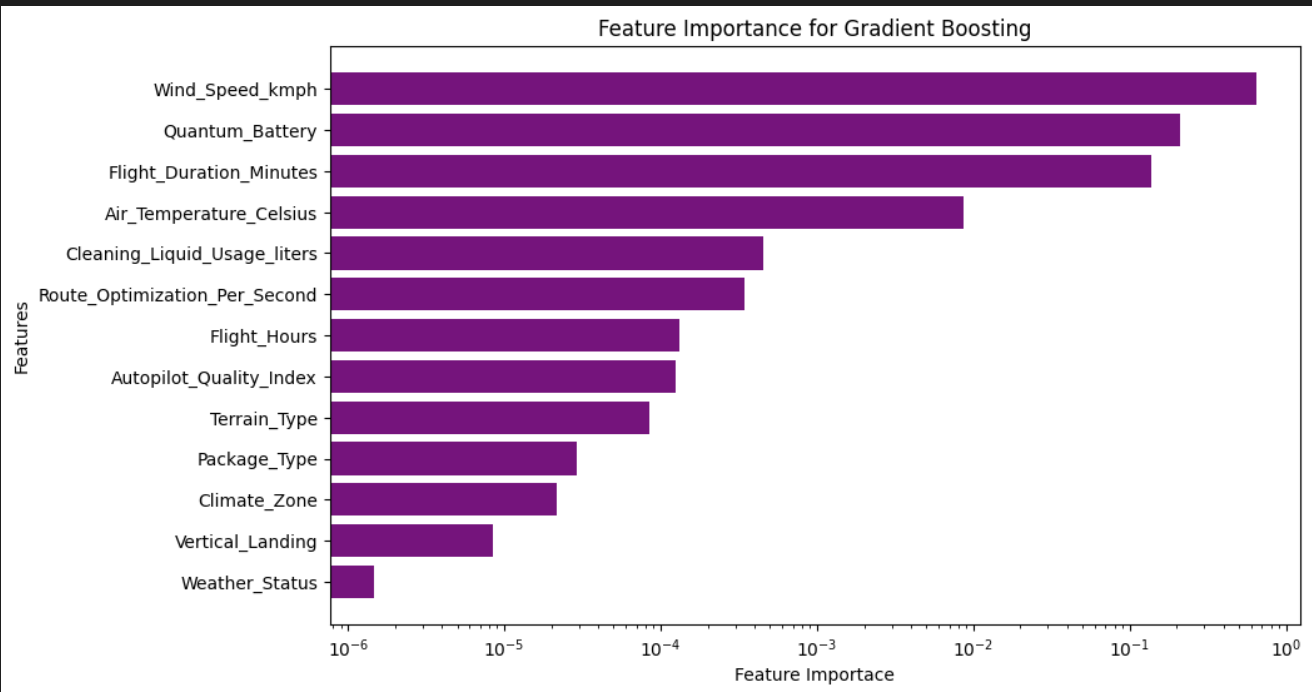 Feature Importance for Gradient Boosting
Features
Wind_Speed_kmph
Quantum_Battery
Flight_Duration_Minutes
Air_Temperature_Celsius
Cleaning_Liquid_Usage_liters
Route_Optimization_Per_Second
Flight_Hours
Autopilot_Quality_Index
Terrain_Type
Package_Type
Climate_Zone
Vertical_Landing
Weather_Status
10⁻⁶ 10⁻⁵ 10⁻⁴ 10⁻³ 10⁻² 10⁻¹ 10⁰
Feature Importace